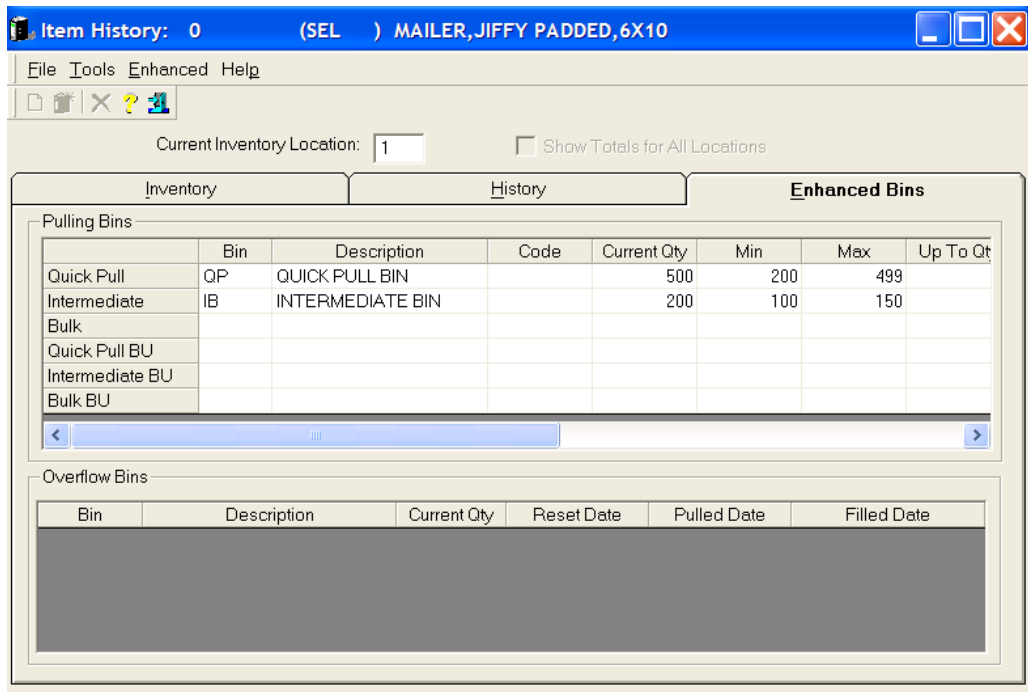 Item History: 0 (SEL ) MAILER,JIFFY PADDED,6X10
File Tools Enhanced Help
Current Inventory Location: 1 Show Totals for All Locations
Inventory History Enhanced Bins
Pulling Bins
Bin Description Code Current Qty Min Max Up To Qt
Quick Pull QP QUICK PULL BIN 500 200 499
Intermediate IB INTERMEDIATE BIN 200 100 150
Bulk
Quick Pull BU
Intermediate BU
Bulk BU
Overflow Bins
Bin Description Current Qty Reset Date Pulled Date Filled Date